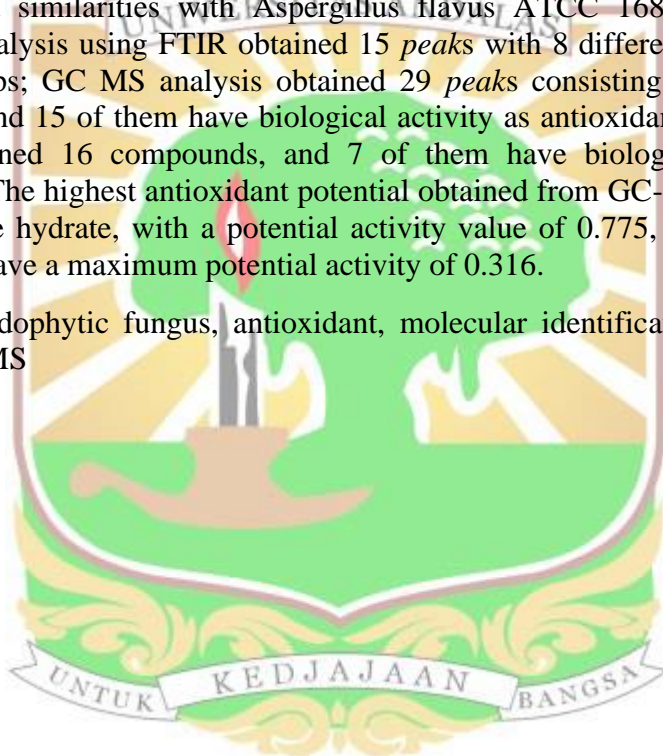 similarities with Aspergillus flavus ATCC 168
alysis using FTIR obtained 15 peaks with 8 differe
os; GC MS analysis obtained 29 peaks consisting
nd 15 of them have biological activity as antioxidar
ned 16 compounds, and 7 of them have biolog
The highest antioxidant potential obtained from GC-
e hydrate, with a potential activity value of 0.775,
ave a maximum potential activity of 0.316.
dophytic fungus, antioxidant, molecular identifica
MS
UNTUK KEDJAJAAN BANGSA